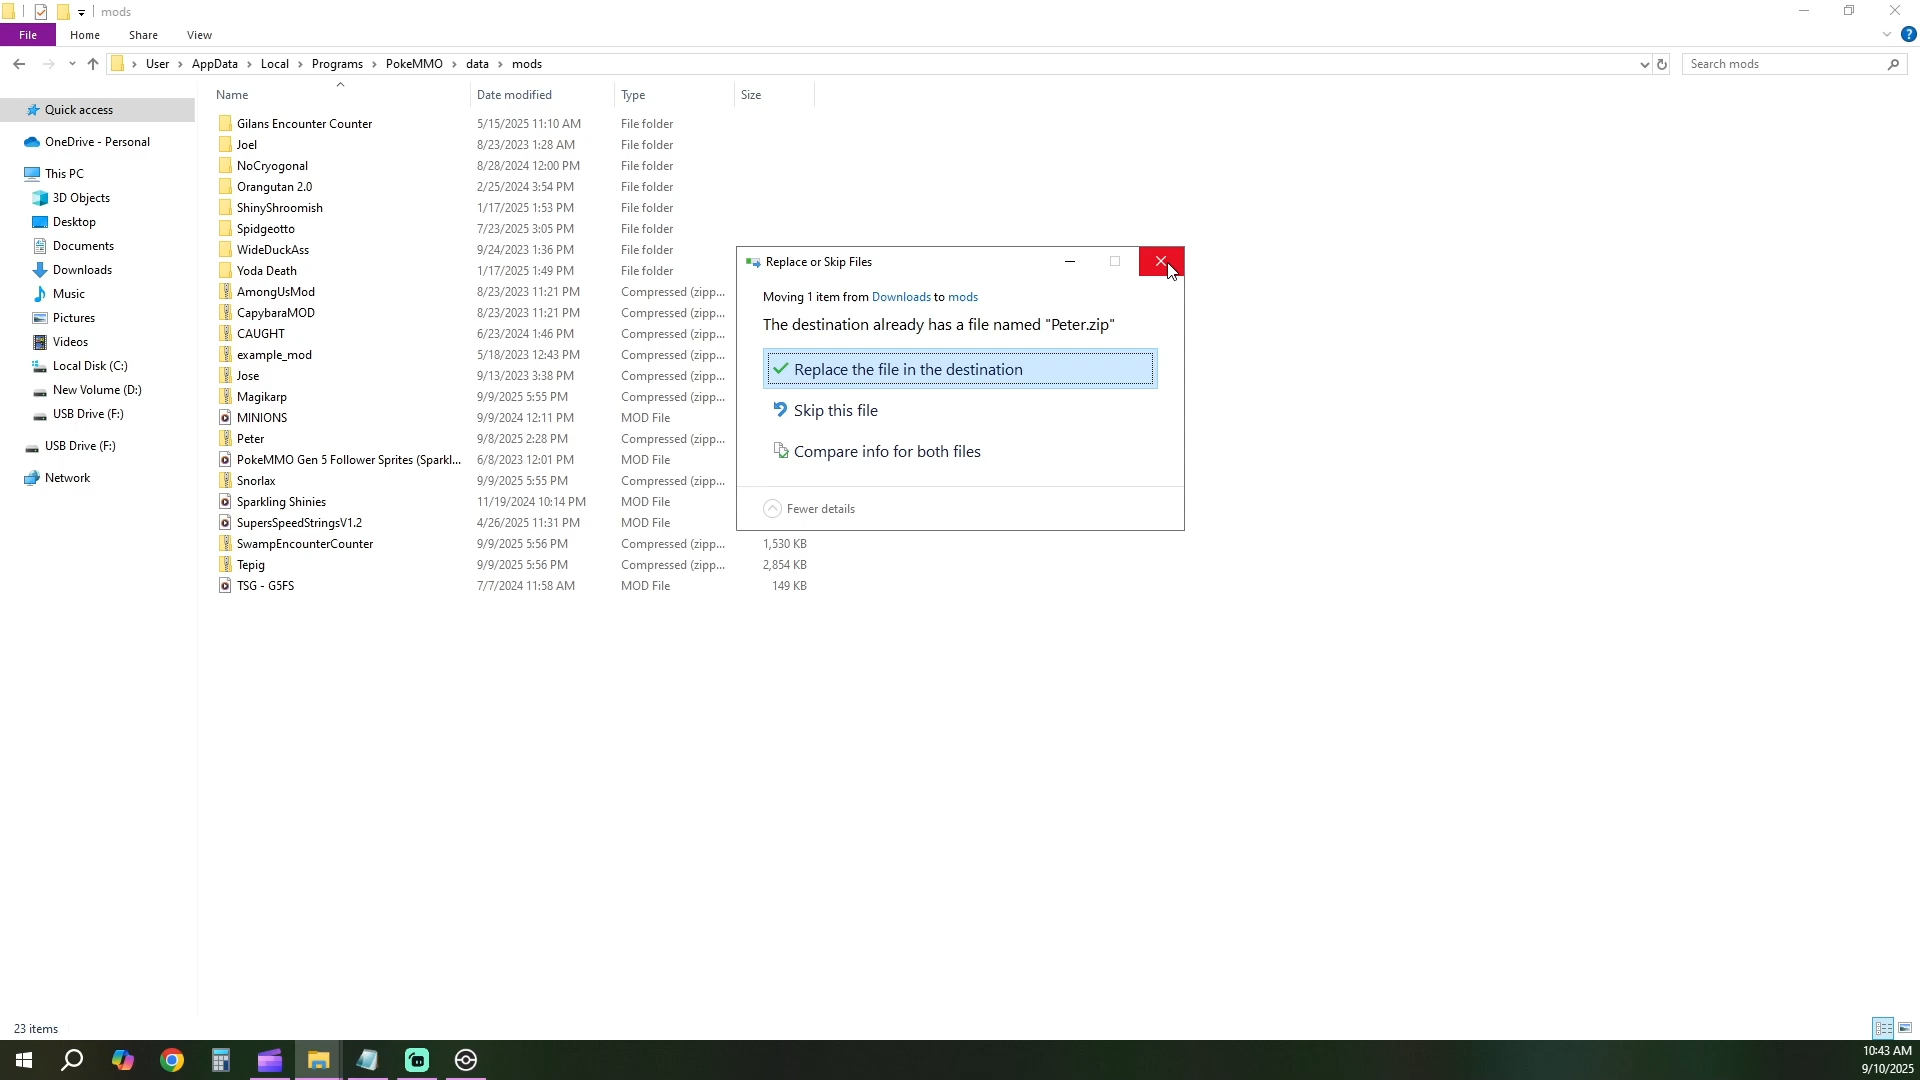 mods
File Home Share View
User AppData Local Programs PokeMMO data mods
Search mods
Name Date modified Type Size
Quick access
OneDrive - Personal
This PC
3D Objects
Desktop
Documents
Downloads
Music
Pictures
Videos
Local Disk (C:)
New Volume (D:)
USB Drive (F:)
USB Drive (F:)
Network
Gilans Encounter Counter 5/15/2025 11:10 AM File folder
Joel 8/23/2023 1:28 AM File folder
NoCryogonal 8/28/2024 12:00 PM File folder
Orangutan 2.0 2/25/2024 3:54 PM File folder
ShinyShroomish 1/17/2025 1:53 PM File folder
Spidgeotto 7/23/2025 3:05 PM File folder
WideDuckAss 9/24/2023 1:36 PM File folder
Yoda Death 1/17/2025 1:49 PM File folder
AmongUsMod 8/23/2023 11:21 PM Compressed (zipp...
CapybaraMOD 8/23/2023 11:21 PM Compressed (zipp...
CAUGHT 6/23/2024 1:46 PM Compressed (zipp...
example_mod 5/18/2023 12:43 PM Compressed (zipp...
Jose 9/13/2023 3:38 PM Compressed (zipp...
Magikarp 9/9/2025 5:55 PM Compressed (zipp...
MINIONS 9/9/2024 12:11 PM MOD File
Peter 9/8/2025 2:28 PM Compressed (zipp...
PokeMMO Gen 5 Follower Sprites (Sparkl... 6/8/2023 12:01 PM MOD File
Snorlax 9/9/2025 5:55 PM Compressed (zipp...
Sparkling Shinies 11/19/2024 10:14 PM MOD File
SupersSpeedStringsV1.2 4/26/2025 11:31 PM MOD File
SwampEncounterCounter 9/9/2025 5:56 PM Compressed (zipp... 1,530 KB
Tepig 9/9/2025 5:56 PM Compressed (zipp... 2,854 KB
TSG - G5FS 7/7/2024 11:58 AM MOD File 149 KB
Replace or Skip Files
Moving 1 item from Downloads to mods
The destination already has a file named "Peter.zip"
Replace the file in the destination
Skip this file
Compare info for both files
Fewer details
23 items
10:43 AM
9/10/2025